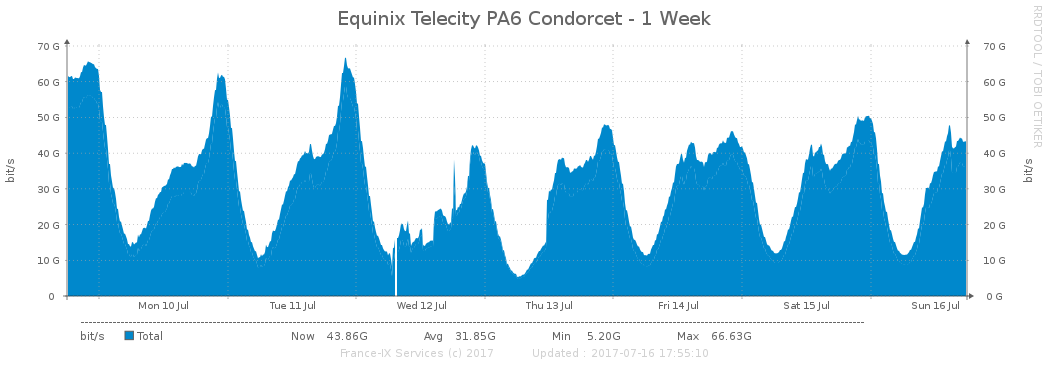 Equinix Telecity PA6 Condorcet - 1 Week
RRDTOOL / TOBI OETIKER
bit/s
70 G 70 G
60 G 60 G
50 G 50 G
40 G 40 G
30 G 30 G
20 G 20 G
10 G 10 G
0 0 G
bit/s
Mon 10 Jul Tue 11 Jul Wed 12 Jul Thu 13 Jul Fri 14 Jul Sat 15 Jul Sun 16 Jul
bit/s Total Now 43.86G Avg 31.85G Min 5.20G Max 66.63G
France-IX Services (c) 2017 Updated : 2017-07-16 17:55:10